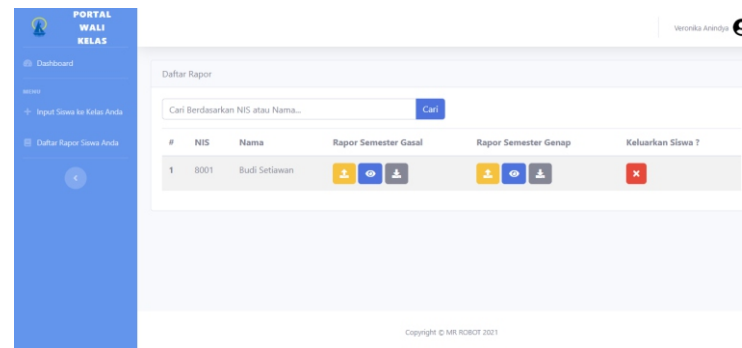 PORTAL
WALI
KELAS
Veronika Anindya
Dashboard
MENU
Input Siswa ke Kelas Anda
Daftar Rapor Siswa Anda
Daftar Rapor
Cari Berdasarkan NIS atau Nama... Cari
# NIS Nama Rapor Semester Gasal Rapor Semester Genap Keluarkan Siswa ?
1 8001 Budi Setiawan
Copyright © MR ROBOT 2021